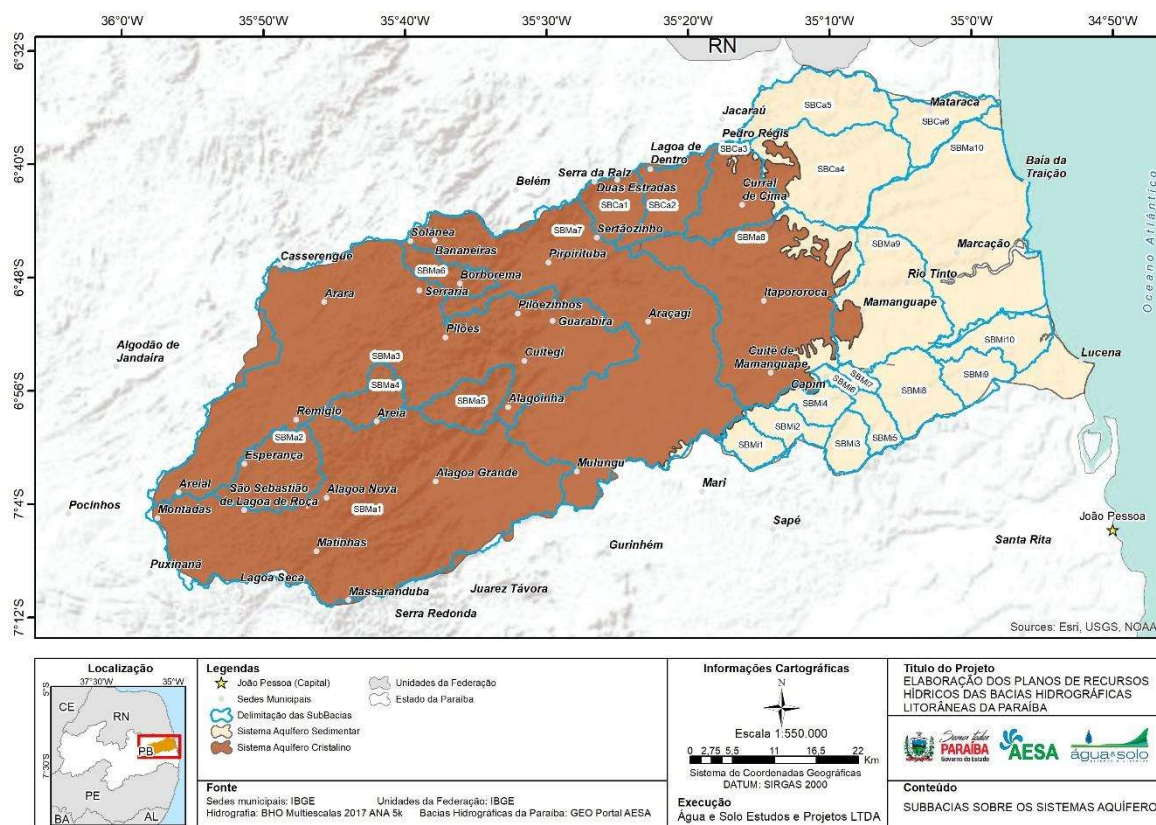 36°0'W 35°50'W 35°40'W 35°30'W 35°20'W 35°10'W 35°0'W 34°50'W
6°32'S
RN
Jacaraú
SBCa5
SBCa6
Mataraca
Pedro Régis
SBCa3
SBMa10
6°40'S
Lagoa de
Dentro
Serra da Raiz
Belém
Duas Estradas
SBCa1
SBCa2
Curral
de Cima
SBCa4
Baía da
Traição
Sertãozinho
SBMa7
SBMa8
SBMa9
Solânea
Bananeiras
Casserengue
Pirpirituba
Marcação
6°48'S
SBMa6
Borborema
Serraria
Rio Tinto
Arara
Pilõezinhos
Itapororoca
Mamanguape
Guarabira
Araçagi
Pilões
Algodão de
Jandaíra
Cuitegi
SBMa3
Cuité de
Mamanguape
SBMi10
Lucena
6°56'S
SBMa4
SBMa5
Capim
SBMi6
SBMi7
SBMi9
SBMi8
Alagoinha
Remígio
Areia
SBMi4
SBMi2
SBMa2
SBMi1
SBMi3
SBMi5
Esperança
Mulungu
Alagoa Grande
Mari
Areial
São Sebastião
de Lagoa de Roça
Alagoa Nova
7°4'S
Pocinhos
Montadas
SBMa1
João Pessoa
Sapé
Santa Rita
Matinhas
Gurinhém
Puxinanã
Lagoa Seca
Massaranduba
Juarez Távora
Serra Redonda
7°12'S
Oceano Atlântico
Sources: Esri, USGS, NOAA
Localização
37°30'W 35°W
5°S
7°30'S
CE
RN
PB
PE
BA
AL
Legendas
João Pessoa (Capital)
Sedes Municipais
Delimitação das SubBacias
Sistema Aquífero Sedimentar
Sistema Aquífero Cristalino
Unidades da Federação
Estado da Paraíba
Fonte
Sedes municipais: IBGE Unidades da Federação: IBGE
Hidrografia: BHO Multiescalas 2017 ANA 5k Bacias Hidrográficas da Paraíba: GEO Portal AESA
Informações Cartográficas
N
Escala 1:550.000
0 2,75 5,5 11 16,5 22
Km
Sistema de Coordenadas Geográficas
DATUM: SIRGAS 2000
Execução
Água e Solo Estudos e Projetos LTDA
Titulo do Projeto
ELABORAÇÃO DOS PLANOS DE RECURSOS
HÍDRICOS DAS BACIAS HIDROGRÁFICAS
LITORÂNEAS DA PARAÍBA
Somos todos
PARAÍBA
Governo do Estado
AESA
água&solo
Conteúdo
SUBBACIAS SOBRE OS SISTEMAS AQUÍFERO